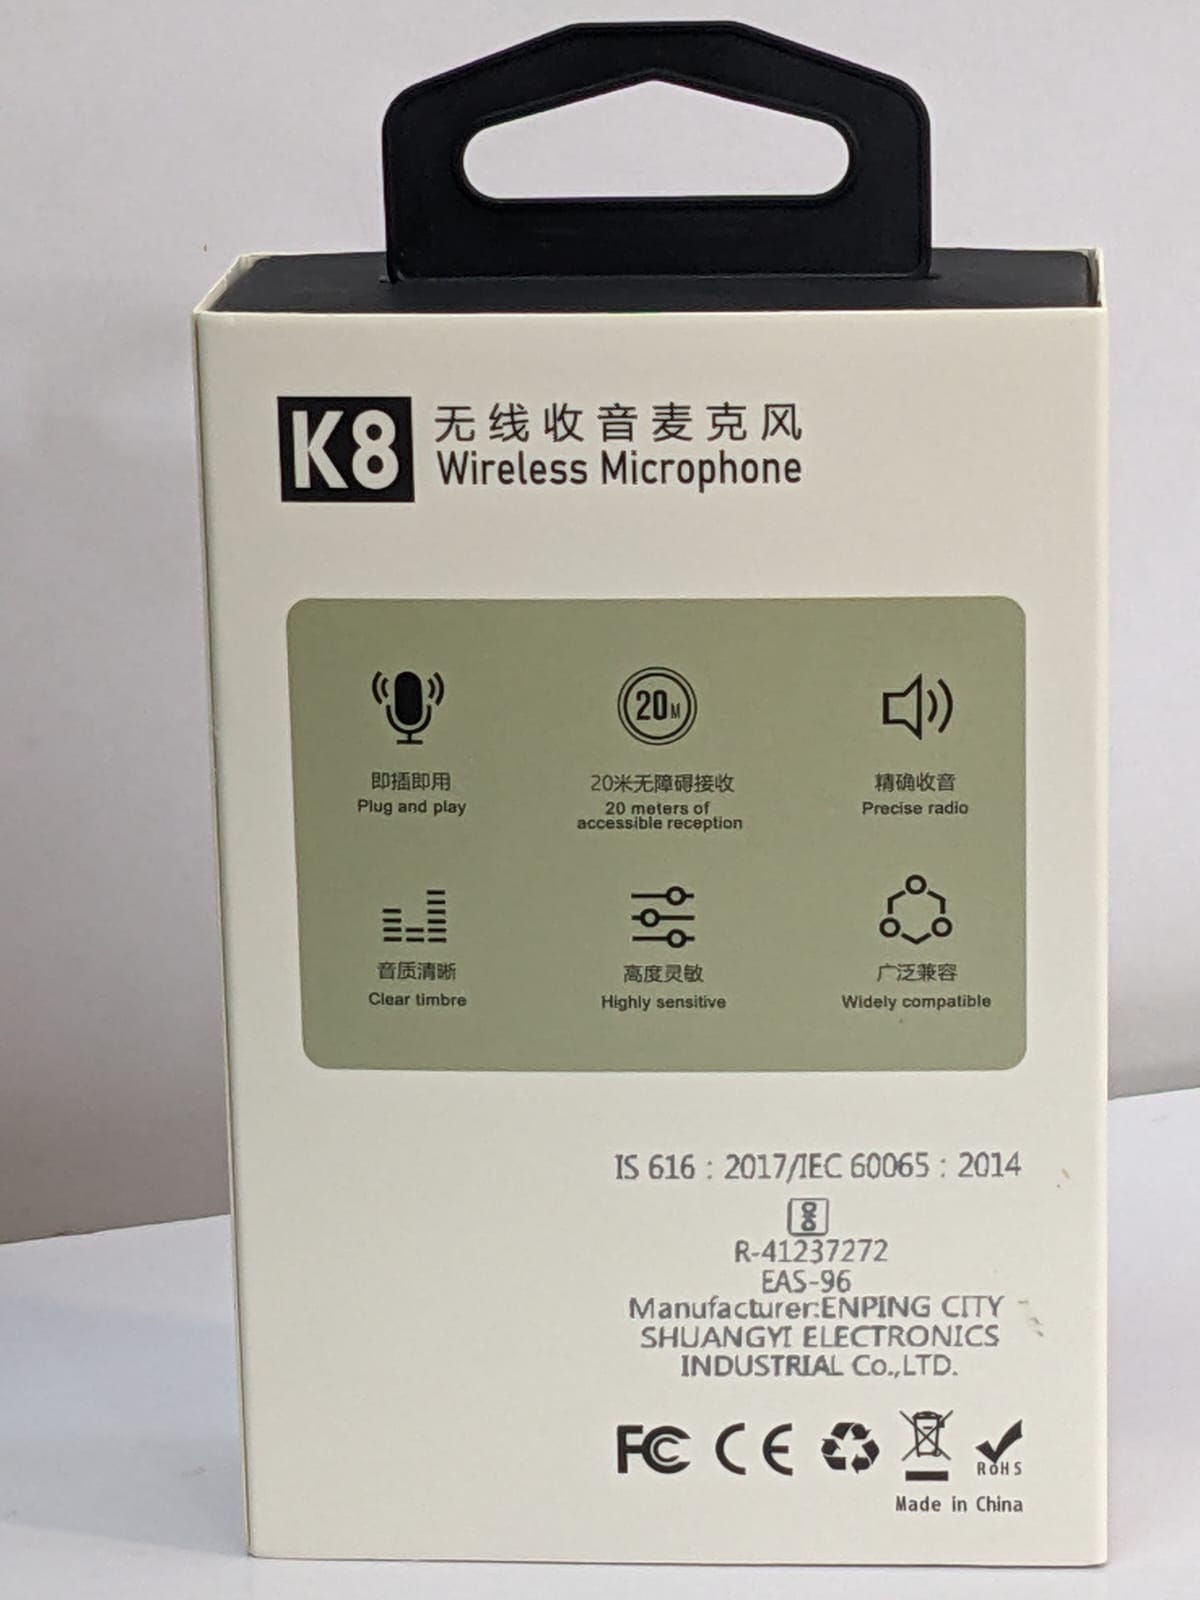 K8 无线收音麦克风
Wireless Microphone
20M
即插即用
Plug and play
20米无障碍接收
20 meters of
accessible reception
精确收音
Precise radio
音质清晰
Clear timbre
高度灵敏
Highly sensitive
广泛兼容
Widely compatible
IS 616 : 2017/IEC 60065 : 2014
R-41237272
EAS-96
Manufacturer:ENPING CITY
SHUANGYI ELECTRONICS
INDUSTRIAL Co.,LTD.
FC CE RoHS
Made in China